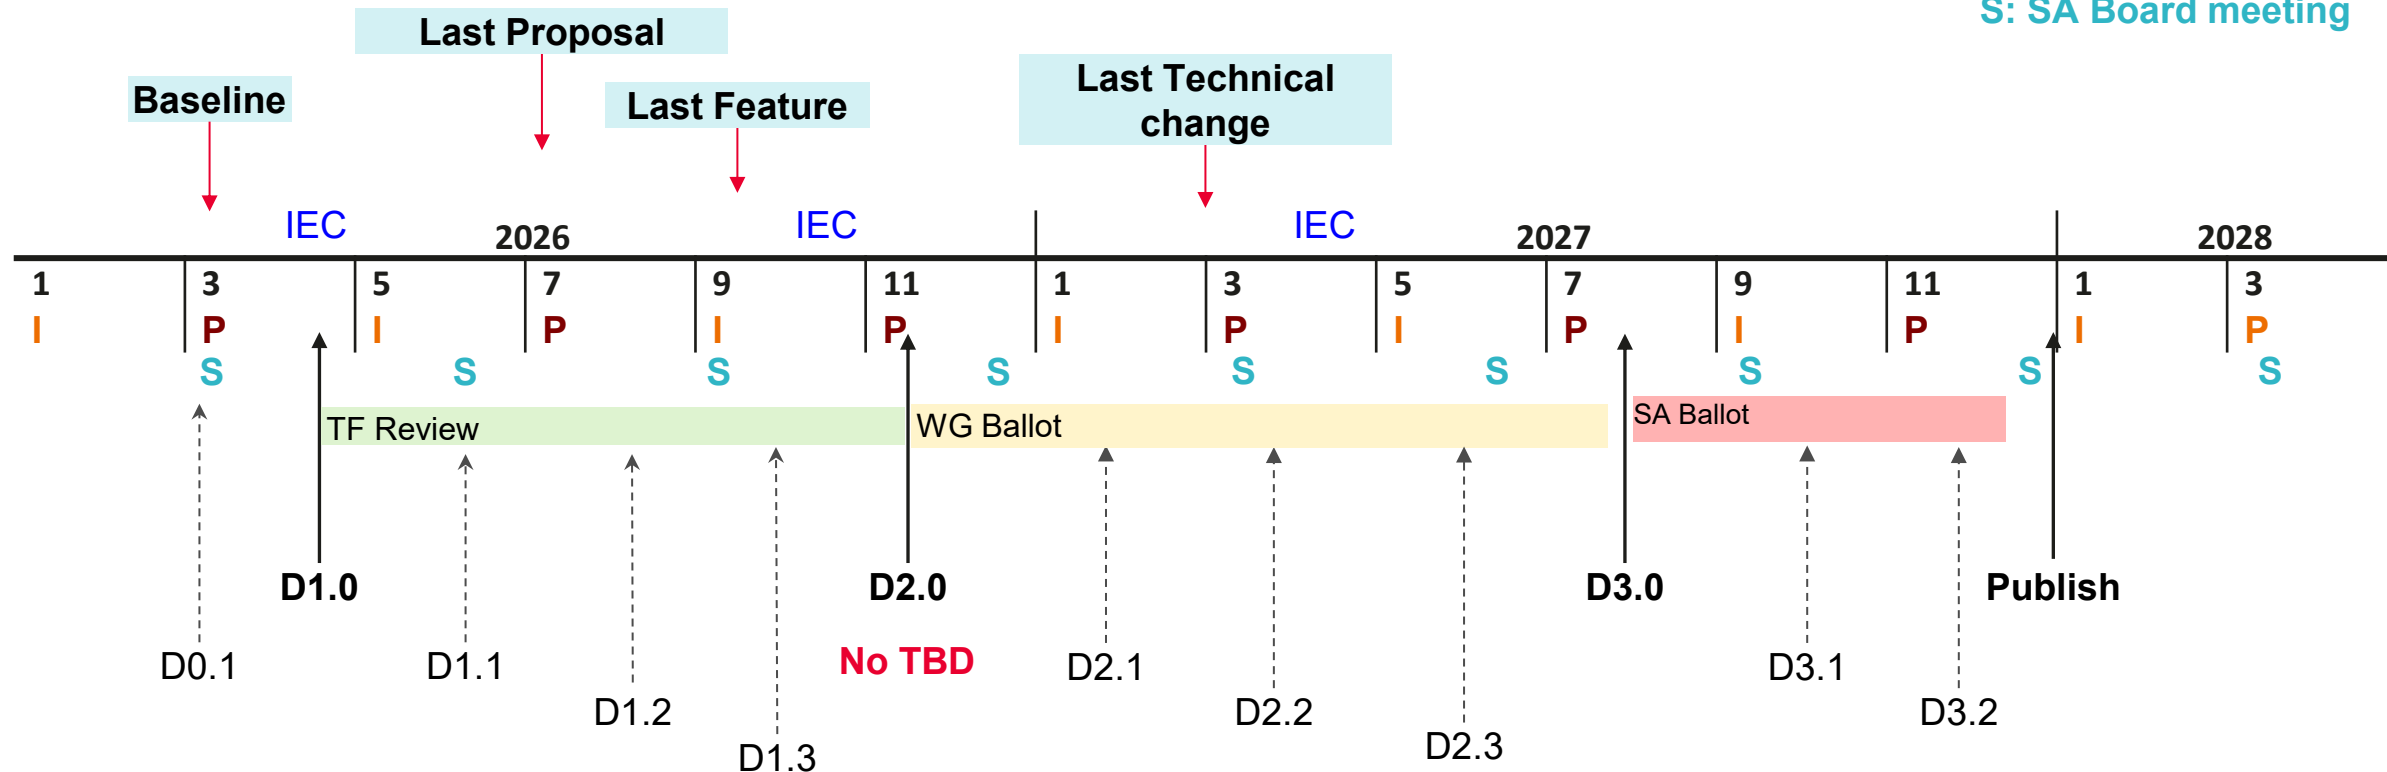 S: SA Board meeting
Last Proposal
Baseline
Last Feature
Last Technical
change
IEC
IEC
IEC
2026
2027
2028
1 3 5 7 9 11 1 3 5 7 9 11 1 3
I P I P I P I P I P I P I P
S S S S S S S S S
TF Review
WG Ballot
SA Ballot
D1.0
D2.0
D3.0
Publish
No TBD
D0.1
D1.1
D1.2
D1.3
D2.1
D2.2
D2.3
D3.1
D3.2